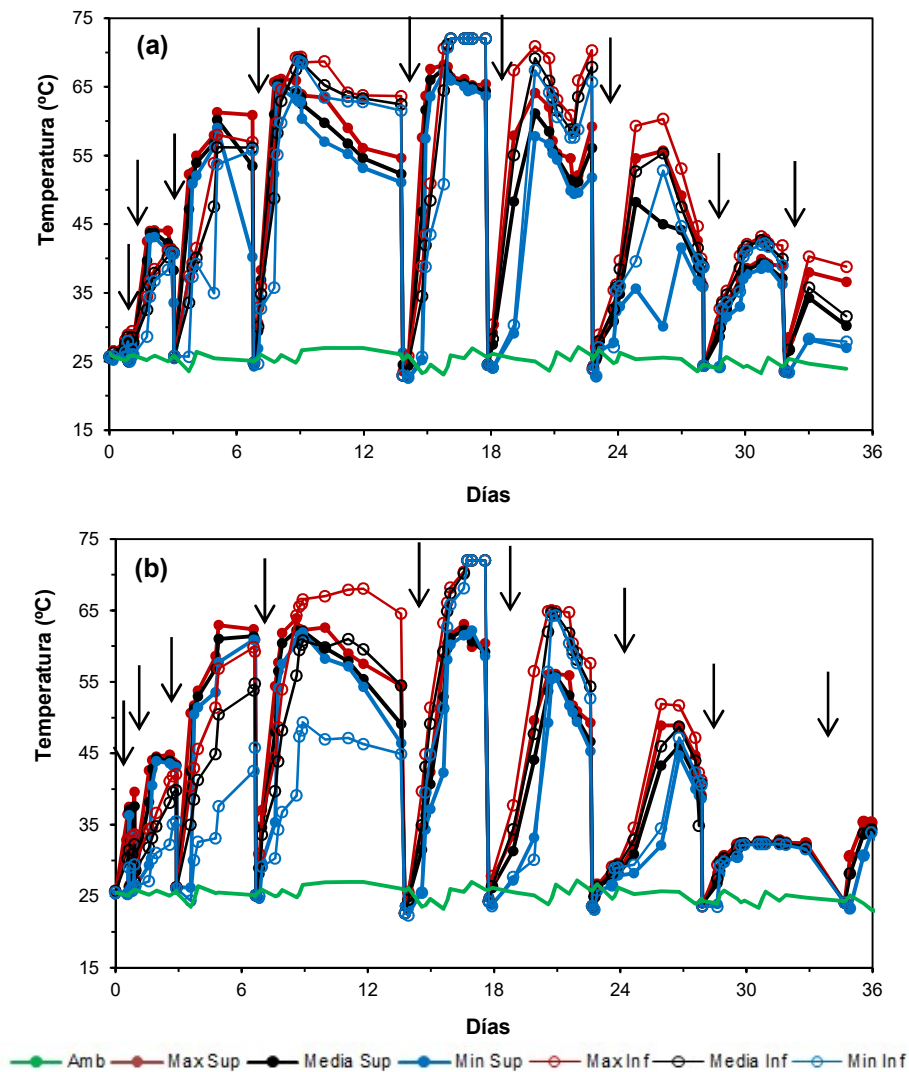 (a)
Temperatura (ºC)
75
65
55
45
35
25
15
0 6 12 18 24 30 36
Días
(b)
Temperatura (ºC)
75
65
55
45
35
25
15
0 6 12 18 24 30 36
Días
Amb Max Sup Media Sup Min Sup Max Inf Media Inf Min Inf